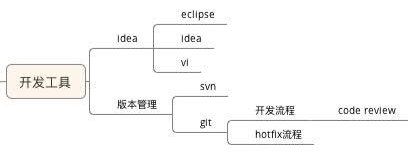 开发工具
idea
eclipse
idea
vi
版本管理
svn
git
开发流程
code review
hotfix流程